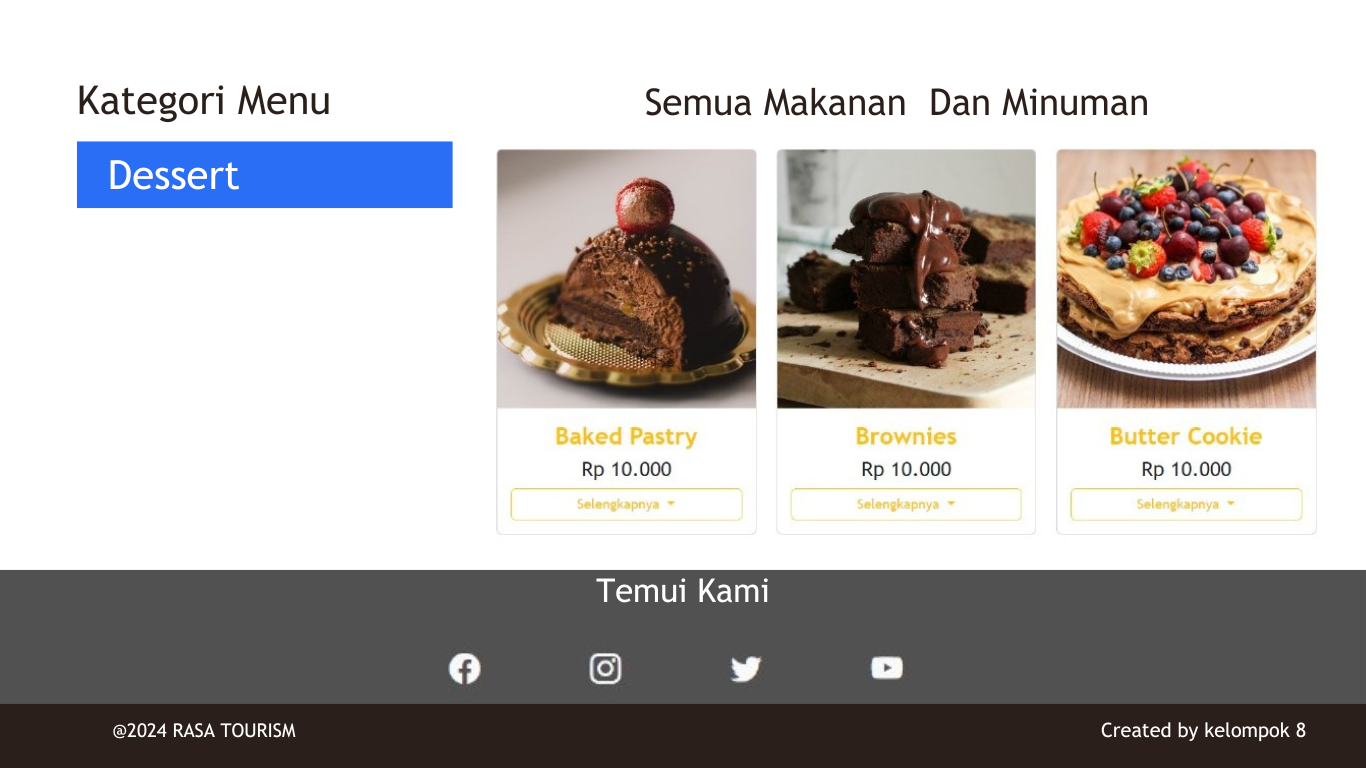 Kategori Menu
Dessert
Semua Makanan  Dan Minuman
Baked Pastry
Rp 10.000
Selengkapnya
Brownies
Rp 10.000
Selengkapnya
Butter Cookie
Rp 10.000
Selengkapnya
Temui Kami
@2024 RASA TOURISM
Created by kelompok 8